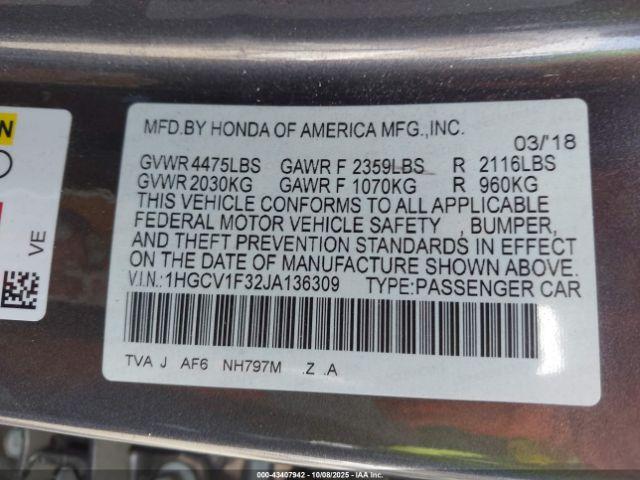 MFD.BY HONDA OF AMERICA MFG.,INC.
03/'18
GVWR 4475LBS GAWR F 2359LBS R 2116LBS
GVWR 2030KG GAWR F 1070KG R 960KG
THIS VEHICLE CONFORMS TO ALL APPLICABLE
FEDERAL MOTOR VEHICLE SAFETY , BUMPER,
AND THEFT PREVENTION STANDARDS IN EFFECT
ON THE DATE OF MANUFACTURE SHOWN ABOVE.
V.I.N.:1HGCV1F32JA136309 TYPE:PASSENGER CAR
TVA J AF6 NH797M .Z .A
VE
000-43407942 - 10/08/2025 - IAAI.COM